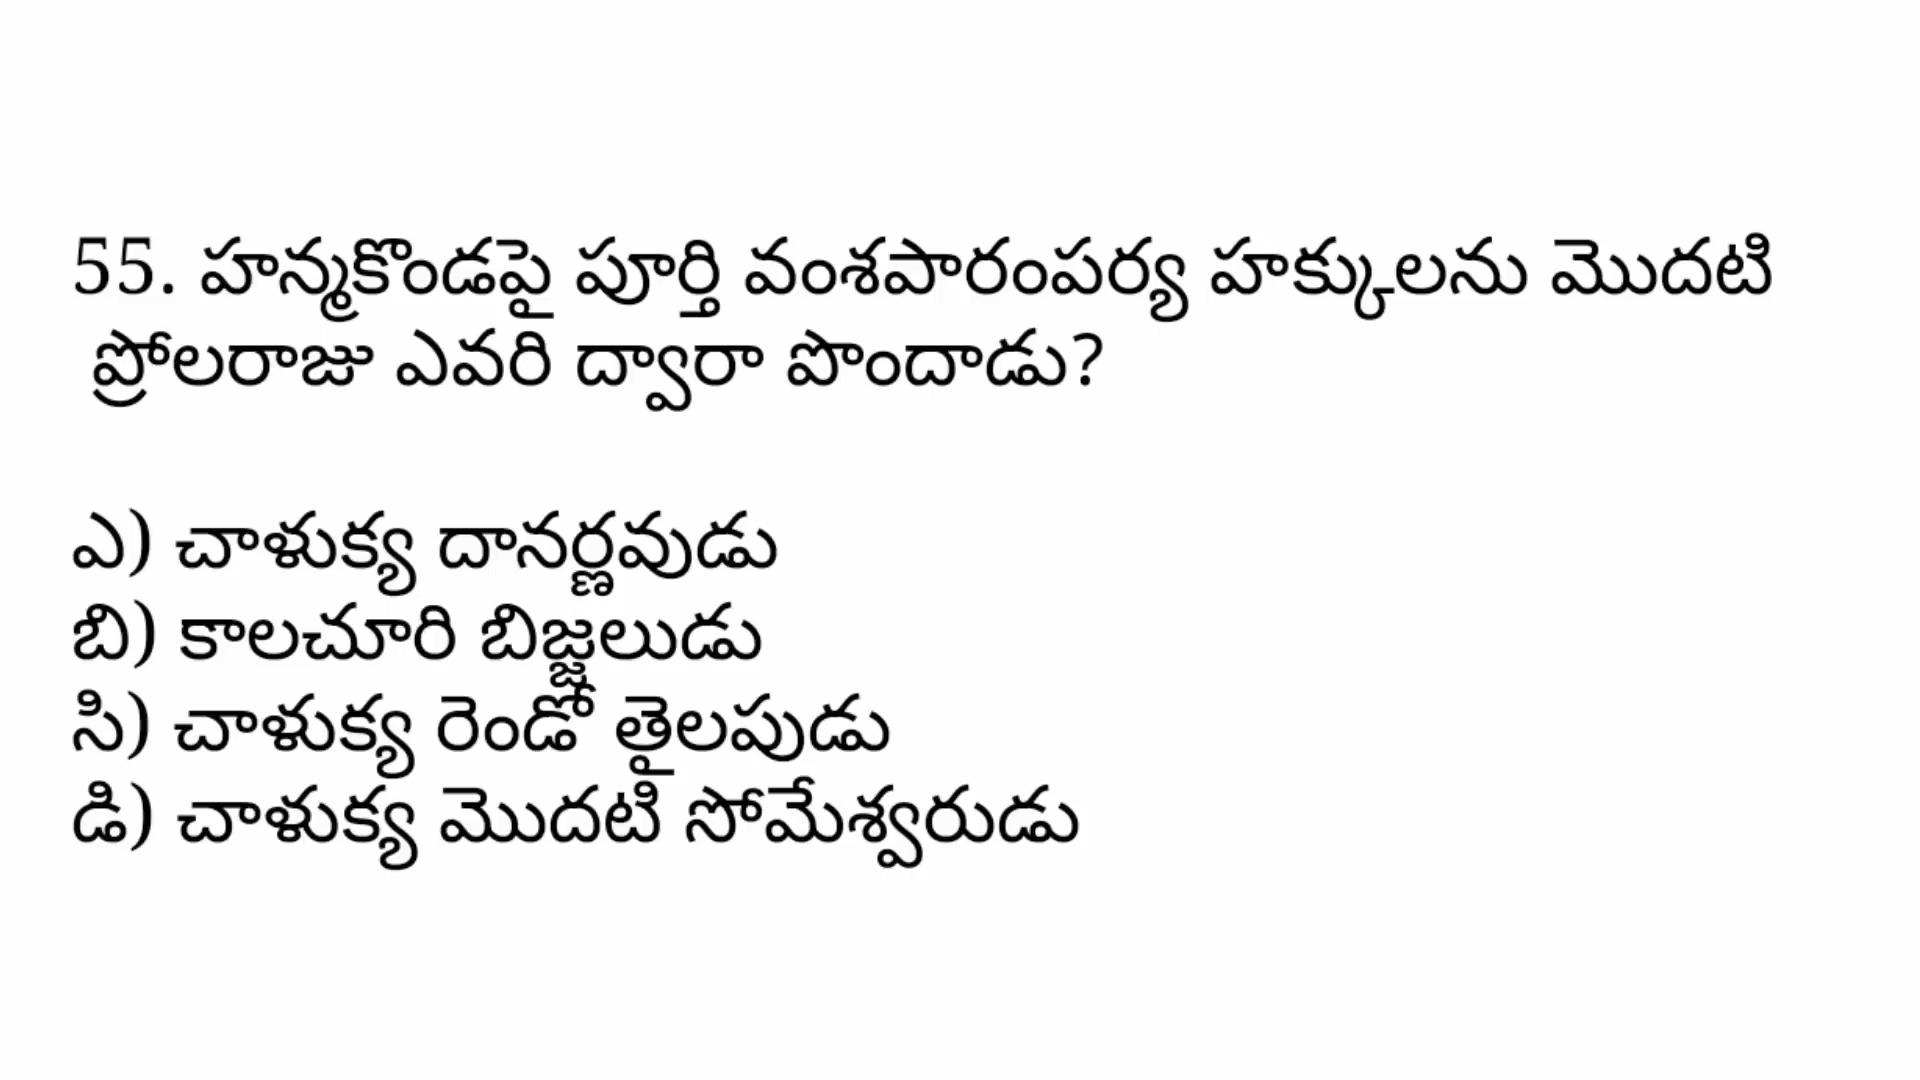 55. హన్మకొండపై పూర్తి వంశపారంపర్య హక్కులను మొదటి
ప్రోలరాజు ఎవరి ద్వారా పొందాడు?
ఎ) చాళుక్య దానర్ణవుడు
బి) కాలచూరి బిజ్జలుడు
సి) చాళుక్య రెండో తైలపుడు
డి) చాళుక్య మొదటి సోమేశ్వరుడు